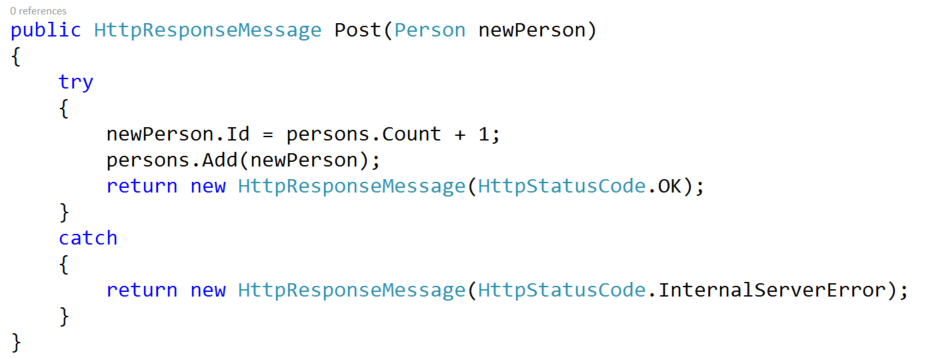 0 references
public HttpResponseMessage Post(Person newPerson)
{
    try
    {
        newPerson.Id = persons.Count + 1;
        persons.Add(newPerson);
        return new HttpResponseMessage(HttpStatusCode.OK);
    }
    catch
    {
        return new HttpResponseMessage(HttpStatusCode.InternalServerError);
    }
}